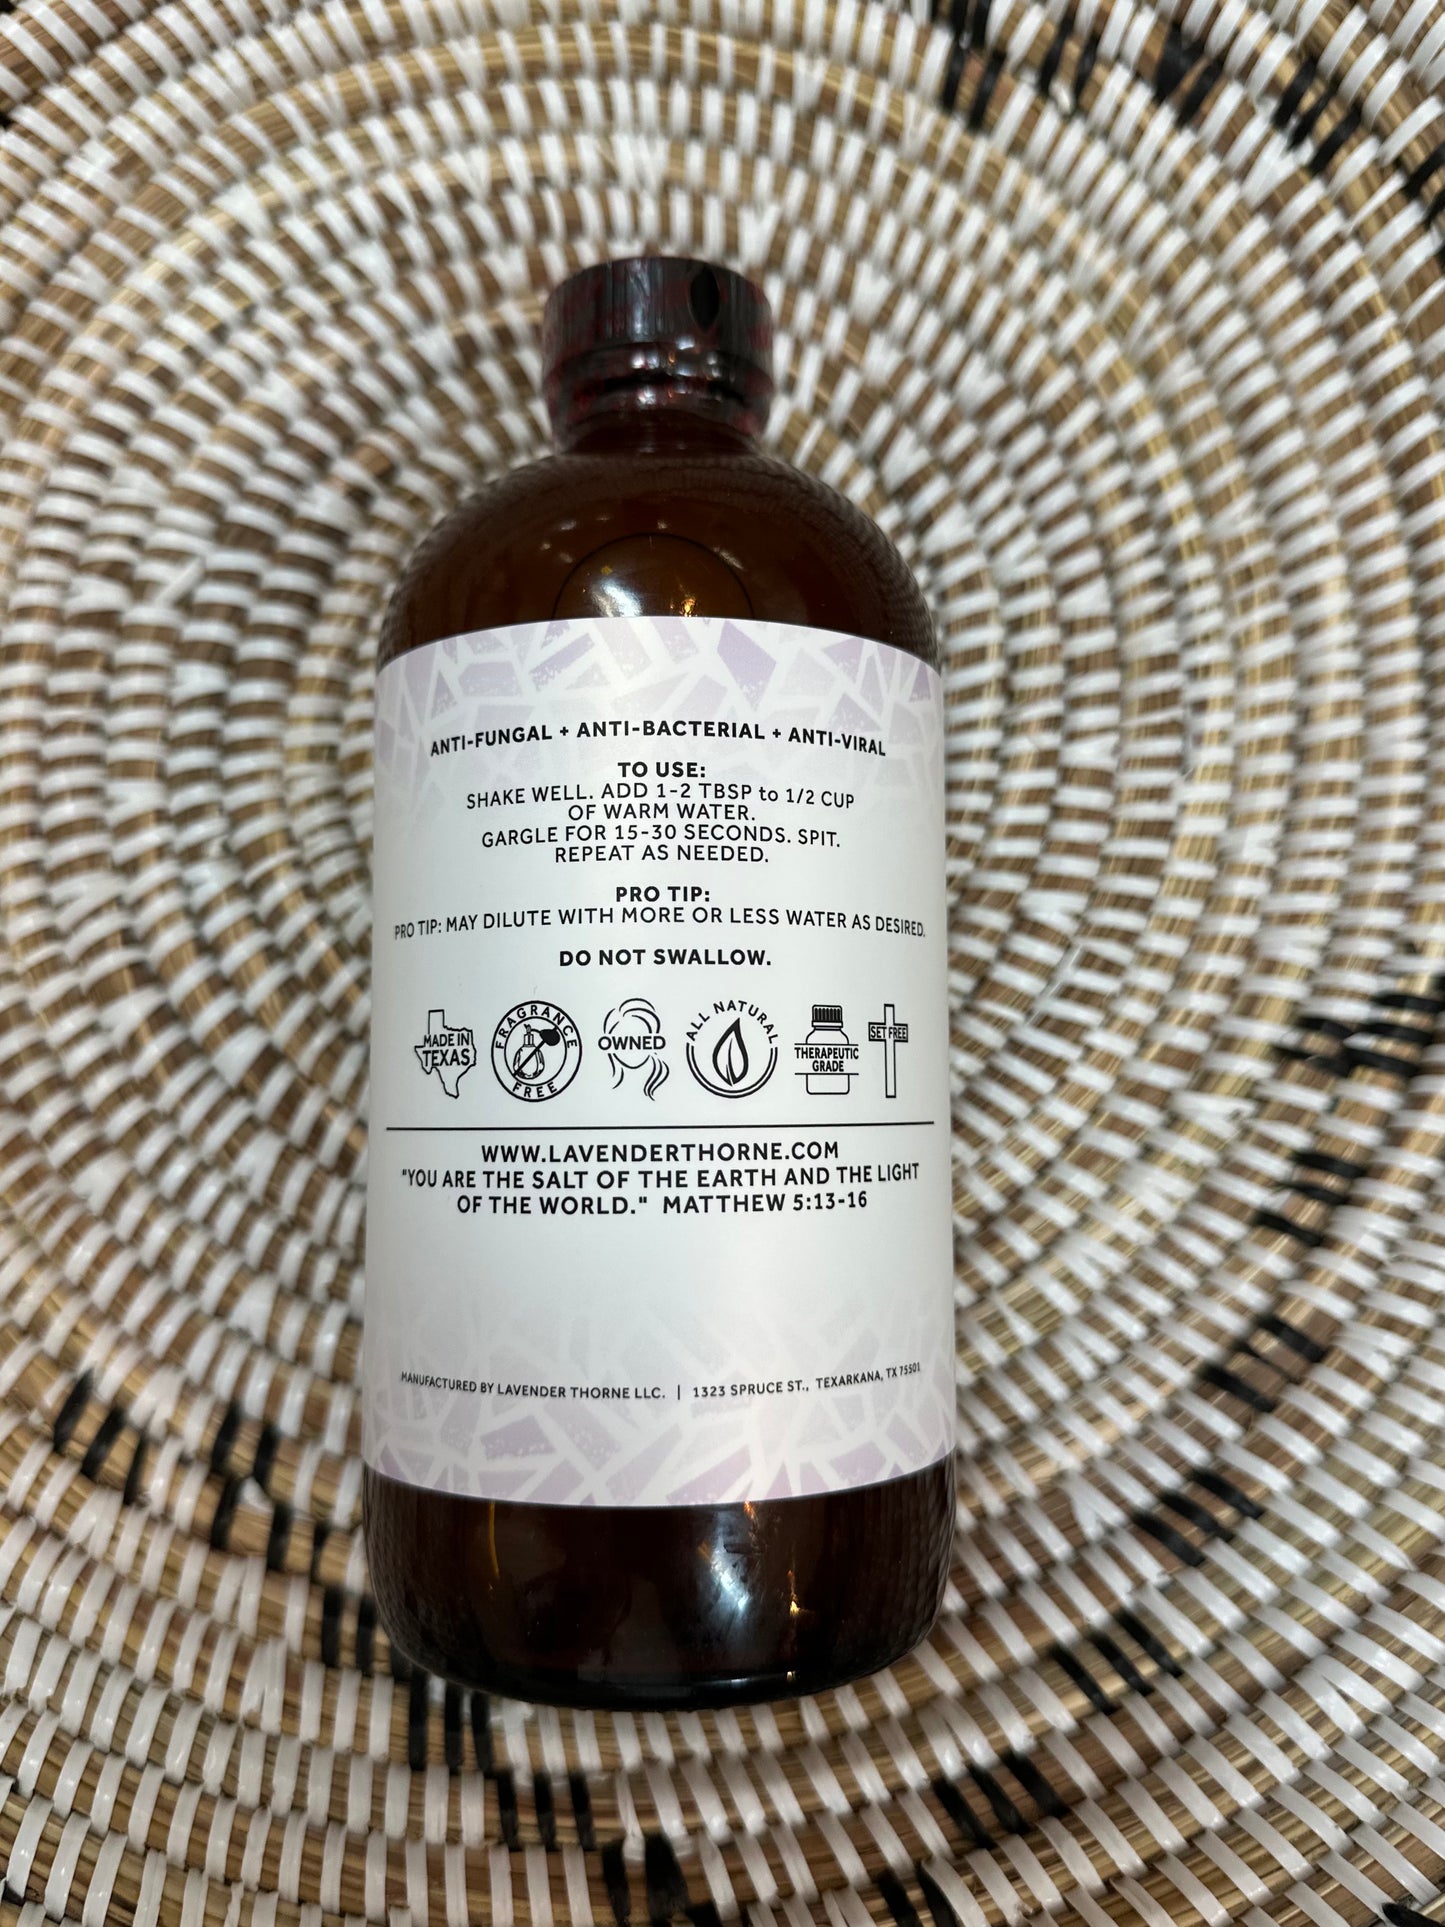 ANTI-FUNGAL + ANTI-BACTERIAL + ANTI-VIRAL
TO USE:
SHAKE WELL. ADD 1-2 TBSP to 1/2 CUP
OF WARM WATER.
GARGLE FOR 15-30 SECONDS. SPIT.
REPEAT AS NEEDED.
PRO TIP:
PRO TIP: MAY DILUTE WITH MORE OR LESS WATER AS DESIRED.
DO NOT SWALLOW.
MADE IN
TEXAS
FRAGRANCE
FREE
OWNED
ALL NATURAL
THERAPEUTIC
GRADE
SET FREE
WWW.LAVENDERTHORNE.COM
"YOU ARE THE SALT OF THE EARTH AND THE LIGHT
OF THE WORLD." MATTHEW 5:13-16
MANUFACTURED BY LAVENDER THORNE LLC. | 1323 SPRUCE ST., TEXARKANA, TX 75501